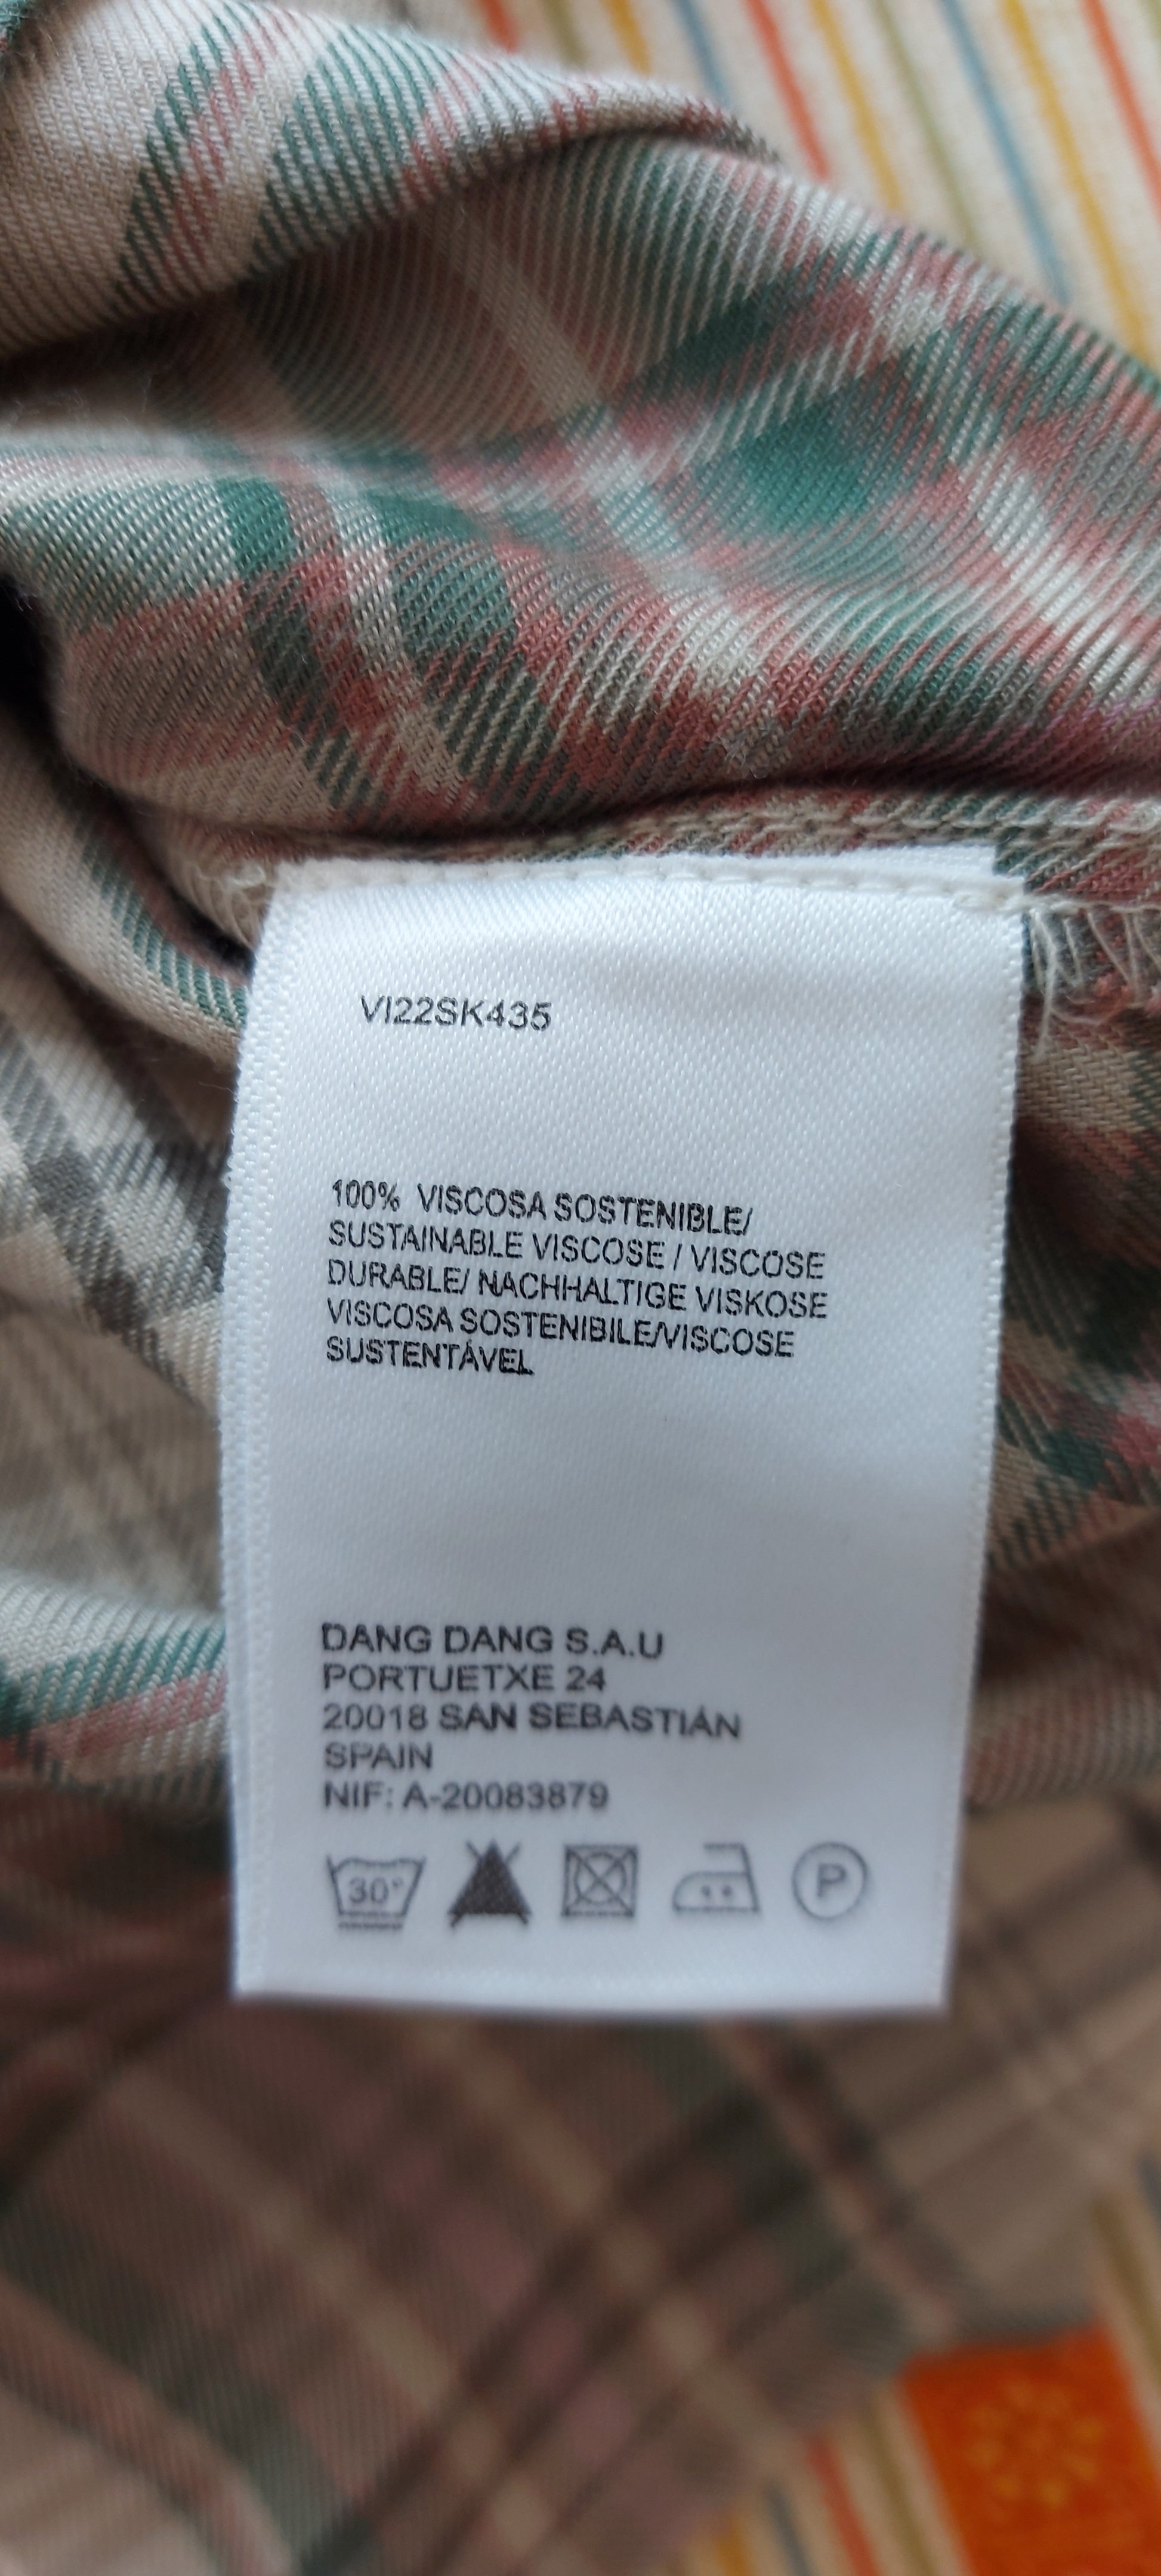 VI22SK435
100% VISCOSA SOSTENIBLE/
SUSTAINABLE VISCOSE / VISCOSE
DURABLE/ NACHHALTIGE VISKOSE
VISCOSA SOSTENIBILE/VISCOSE
SUSTENTÁVEL
DANG DANG S.A.U
PORTUETXE 24
20018 SAN SEBASTIÁN
SPAIN
NIF: A-20083879
30° P